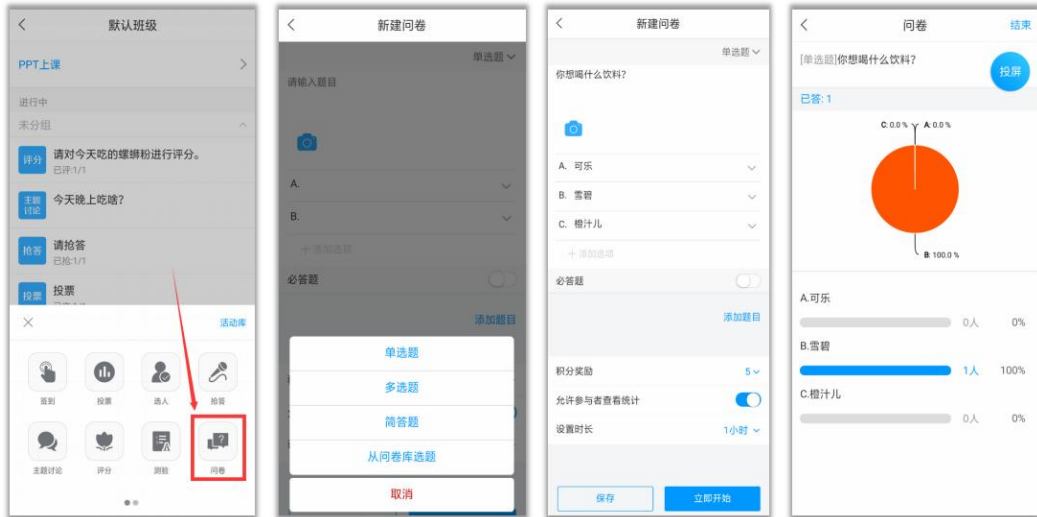 默认班级
PPT上课
进行中
未分组
评分
请对今天吃的螺蛳粉进行评分。
已评:1/1
主题
讨论
今天晚上吃啥?
抢答
请抢答
已抢:1/1
投票
投票
活动库
签到
投票
选人
抢答
主题讨论
评分
测验
问卷
新建问卷
单选题
请输入题目
A.
B.
+ 添加选项
必答题
添加题目
单选题
多选题
简答题
从问卷库选题
取消
新建问卷
单选题
你想喝什么饮料?
A. 可乐
B. 雪碧
C. 橙汁儿
+ 添加选项
必答题
添加题目
积分奖励
5
允许参与者查看统计
设置时长
1小时
保存
立即开始
问卷
结束
[单选题]你想喝什么饮料?
投屏
已答: 1
C: 0.0 %
A: 0.0 %
B: 100.0 %
A.可乐
0人
0%
B.雪碧
1人
100%
C.橙汁儿
0人
0%